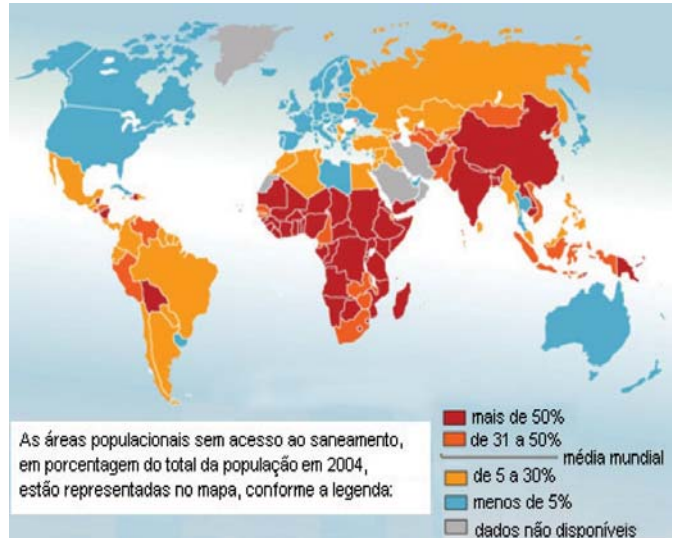 As áreas populacionais sem acesso ao saneamento,
em porcentagem do total da população em 2004,
estão representadas no mapa, conforme a legenda:
mais de 50%
de 31 a 50%
média mundial
de 5 a 30%
menos de 5%
dados não disponíveis